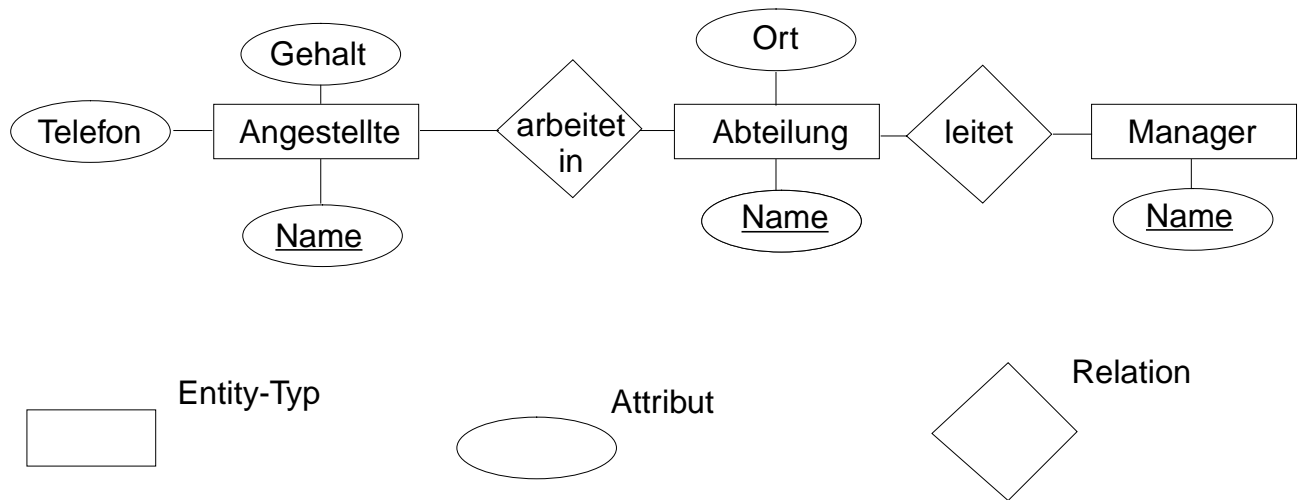 Gehalt
Ort
Telefon
Angestellte
arbeitet
in
Abteilung
leitet
Manager
Name
Name
Name
Entity-Typ
Attribut
Relation